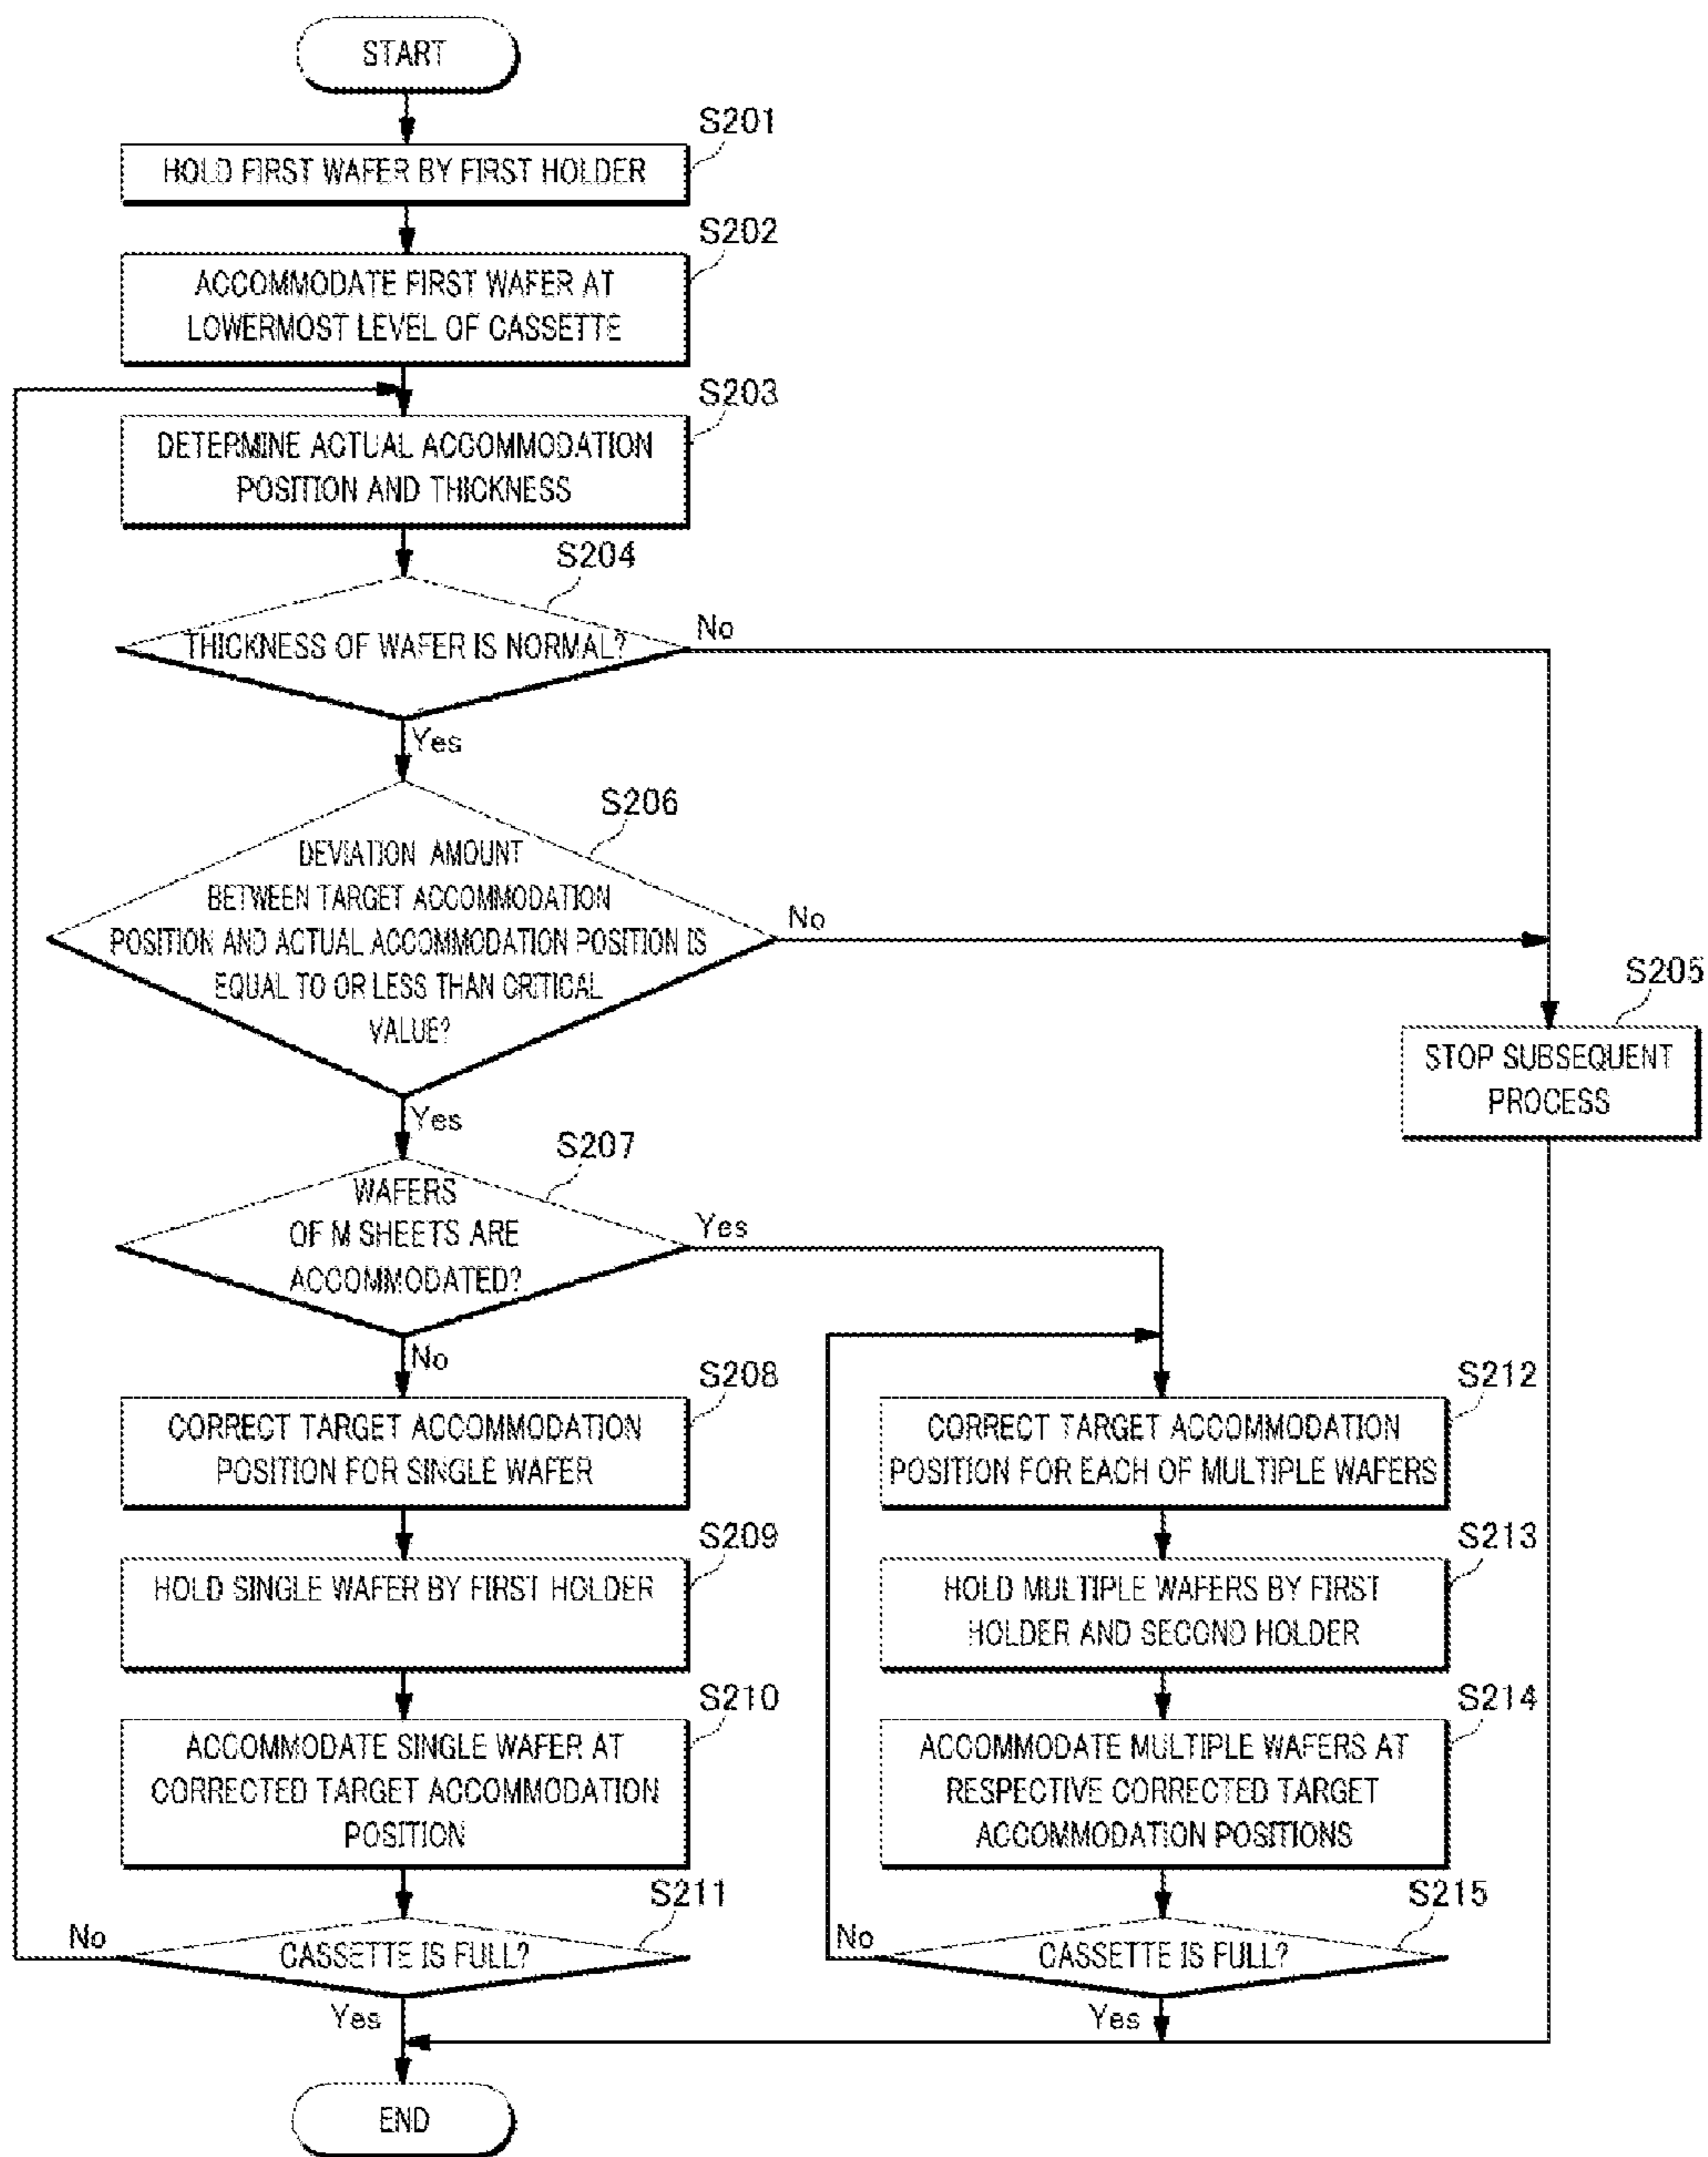 START
S201
HOLD FIRST WAFER BY FIRST HOLDER
S202
ACCOMMODATE FIRST WAFER AT
LOWERMOST LEVEL OF CASSETTE
S203
DETERMINE ACTUAL ACCOMMODATION
POSITION AND THICKNESS
S204
THICKNESS OF WAFER IS NORMAL?
No
Yes
S206
DEVIATION AMOUNT
BETWEEN TARGET ACCOMMODATION
POSITION AND ACTUAL ACCOMMODATION POSITION IS
EQUAL TO OR LESS THAN CRITICAL
VALUE?
No
Yes
S205
STOP SUBSEQUENT
PROCESS
S207
WAFERS
OF M SHEETS ARE
ACCOMMODATED?
Yes
No
S208
CORRECT TARGET ACCOMMODATION
POSITION FOR SINGLE WAFER
S209
HOLD SINGLE WAFER BY FIRST HOLDER
S210
ACCOMMODATE SINGLE WAFER AT
CORRECTED TARGET ACCOMMODATION
POSITION
S211
CASSETTE IS FULL?
No
Yes
S212
CORRECT TARGET ACCOMMODATION
POSITION FOR EACH OF MULTIPLE WAFERS
S213
HOLD MULTIPLE WAFERS BY FIRST
HOLDER AND SECOND HOLDER
S214
ACCOMMODATE MULTIPLE WAFERS AT
RESPECTIVE CORRECTED TARGET
ACCOMMODATION POSITIONS
S215
CASSETTE IS FULL?
No
Yes
END